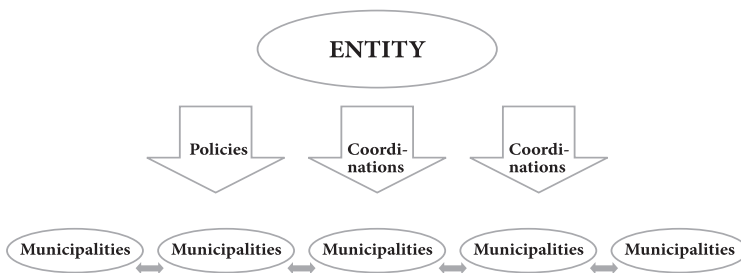 ENTITY
Policies
Coordi-
nations
Coordi-
nations
Municipalities Municipalities Municipalities Municipalities Municipalities